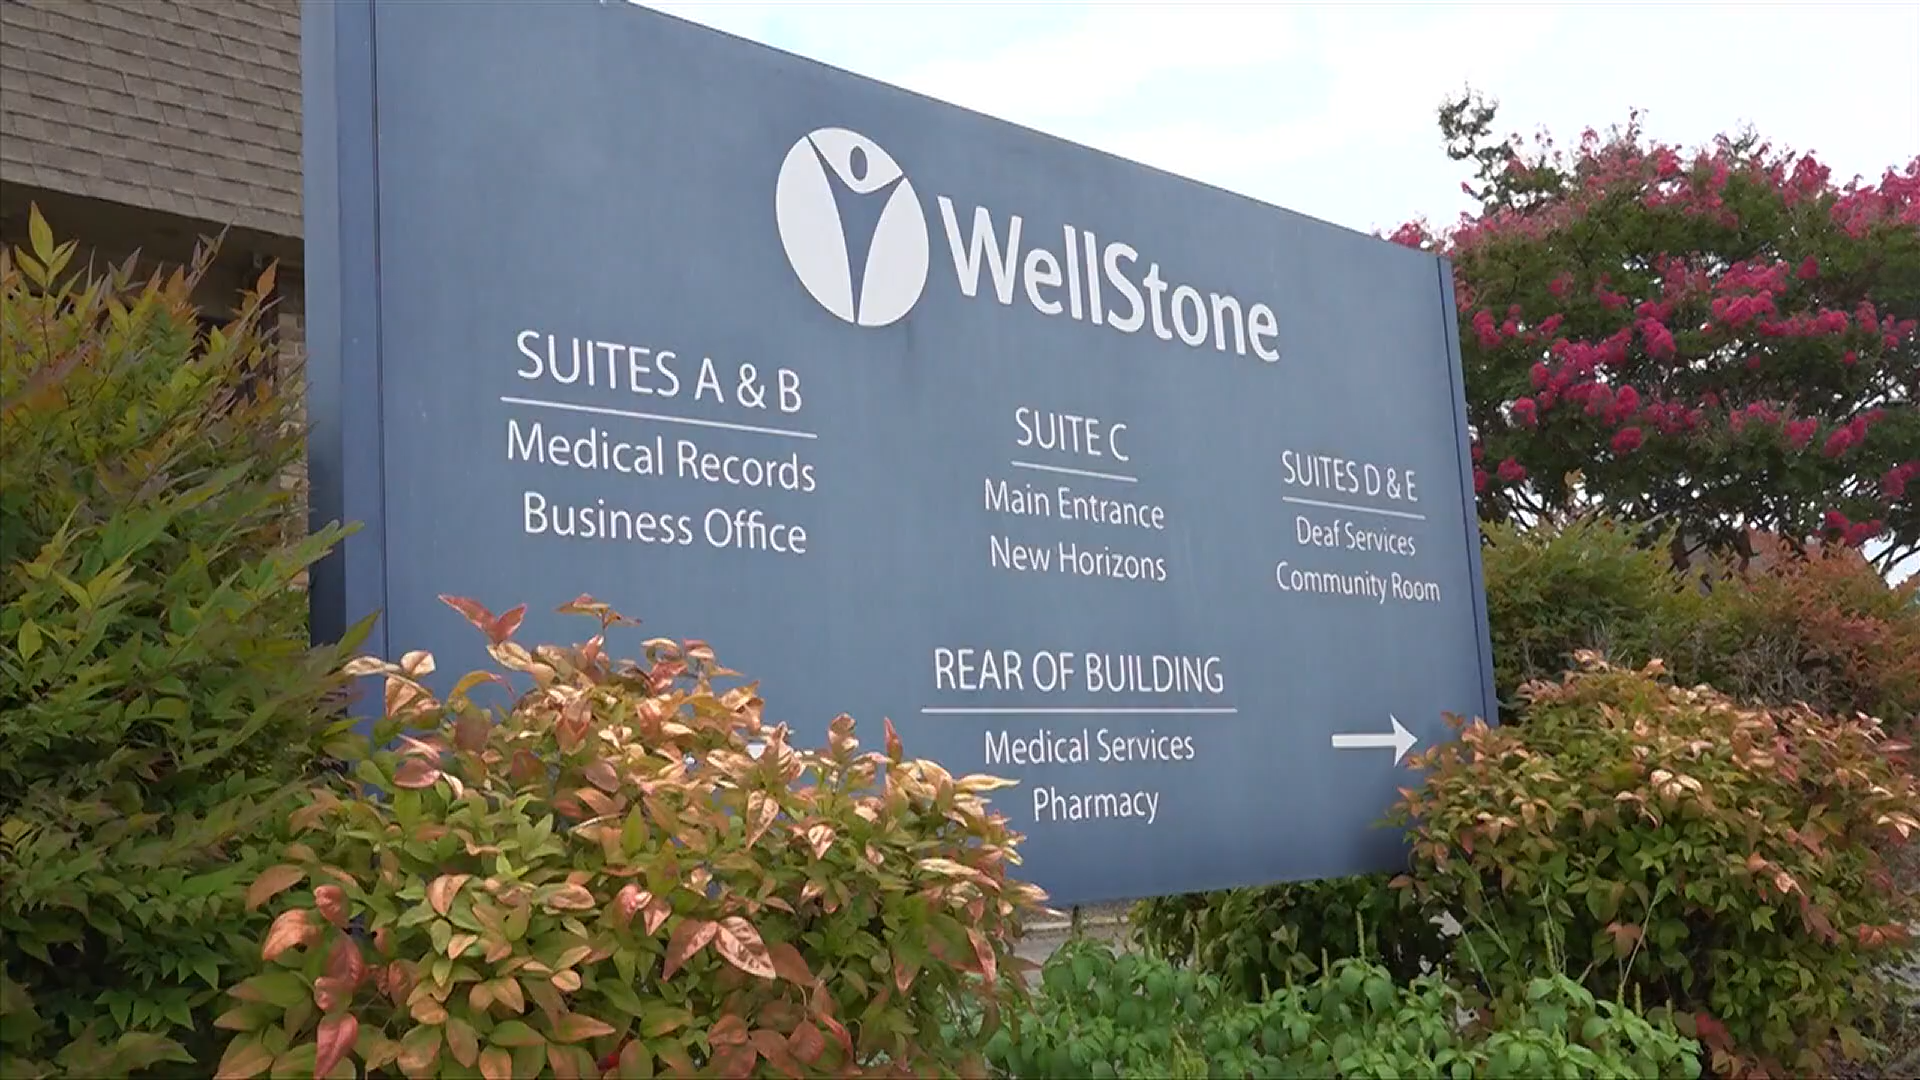 WellStone
SUITES A & B
Medical Records
Business Office
SUITE C
Main Entrance
New Horizons
SUITES D & E
Deaf Services
Community Room
REAR OF BUILDING
Medical Services
Pharmacy